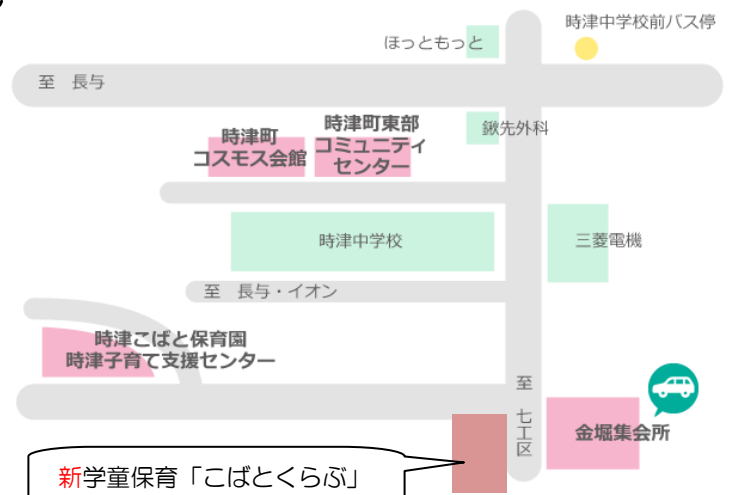 時津中学校前バス停
ほっともっと
至 長与
時津町
コスモス会館
時津町東部
コミュニティ
センター
鍬先外科
時津中学校
三菱電機
至 長与・イオン
時津こばと保育園
時津子育て支援センター
至 七工区
金堀集会所
新学童保育「こばとくらぶ」